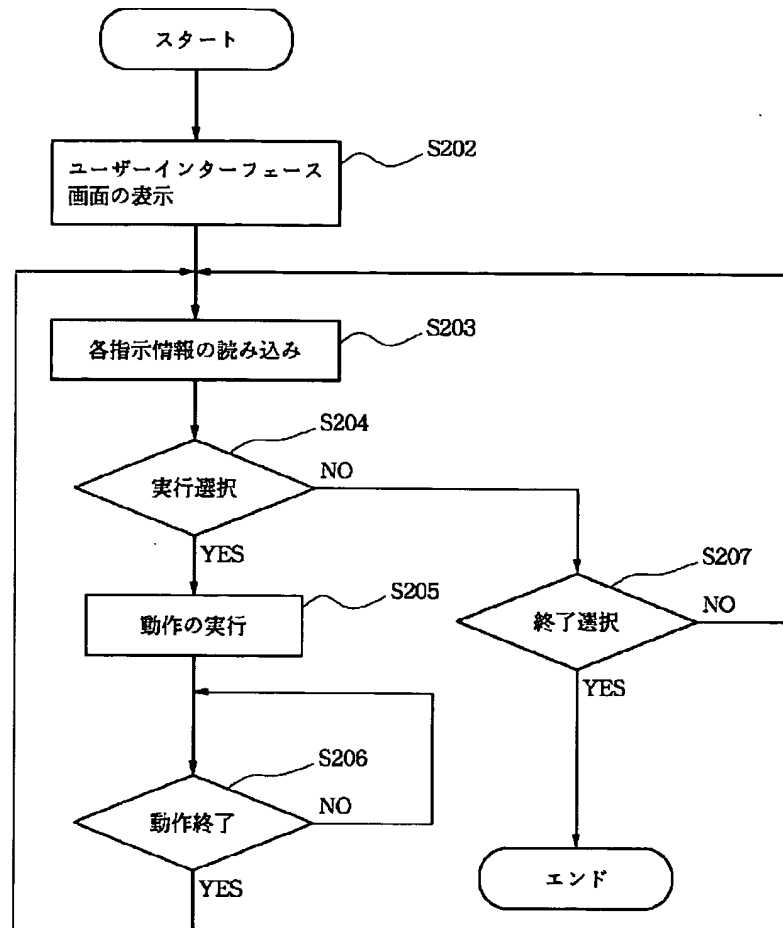 スタート
ユーザーインターフェース
画面の表示
S202
各指示情報の読み込み
S203
実行選択
S204
NO
YES
動作の実行
S205
終了選択
S207
NO
YES
動作終了
S206
NO
YES
エンド